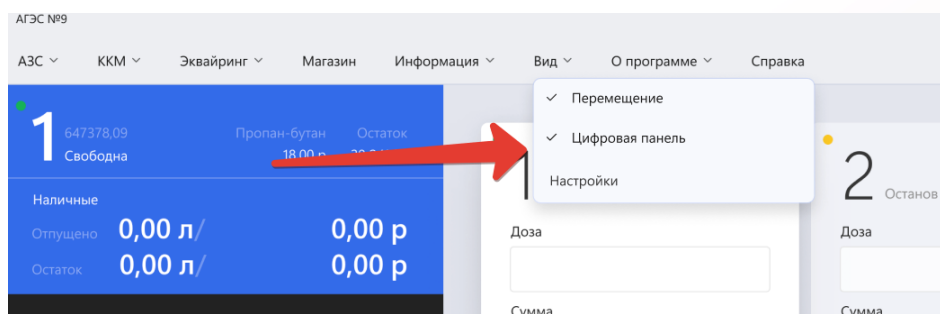 АГЭС №9
АЗС ККМ Эквайринг Магазин Информация Вид О программе Справка
Перемещение
Цифровая панель
Настройки
1 647378,09 Пропан-бутан Остаток
Свободна 18,00 р
Наличные
Отпущено 0,00 л/ 0,00 р
Остаток 0,00 л/ 0,00 р
1
Доза
Сумма
2 Останов
Доза
Сумма